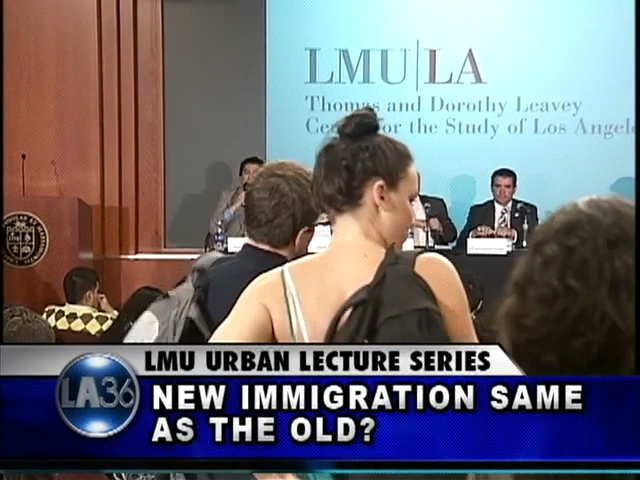 LMU|LA
Thomas and Dorothy Leavey
Center for the Study of Los Angel
LMU URBAN LECTURE SERIES
LA36
NEW IMMIGRATION SAME
AS THE OLD?